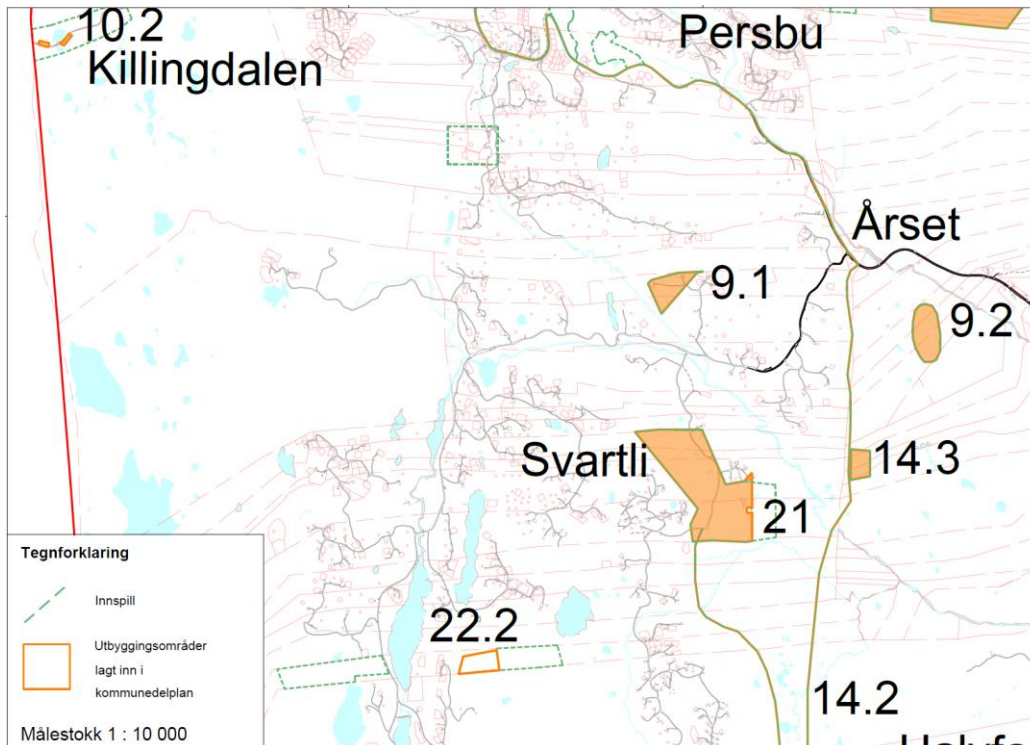 10.2
Killingdalen
Persbu
Årset
9.1
9.2
Svartli
14.3
21
22.2
14.2
Tegnforklaring
Innspill
Utbyggingsområder
lagt inn i
kommunedelplan
Målestokk 1 : 10 000